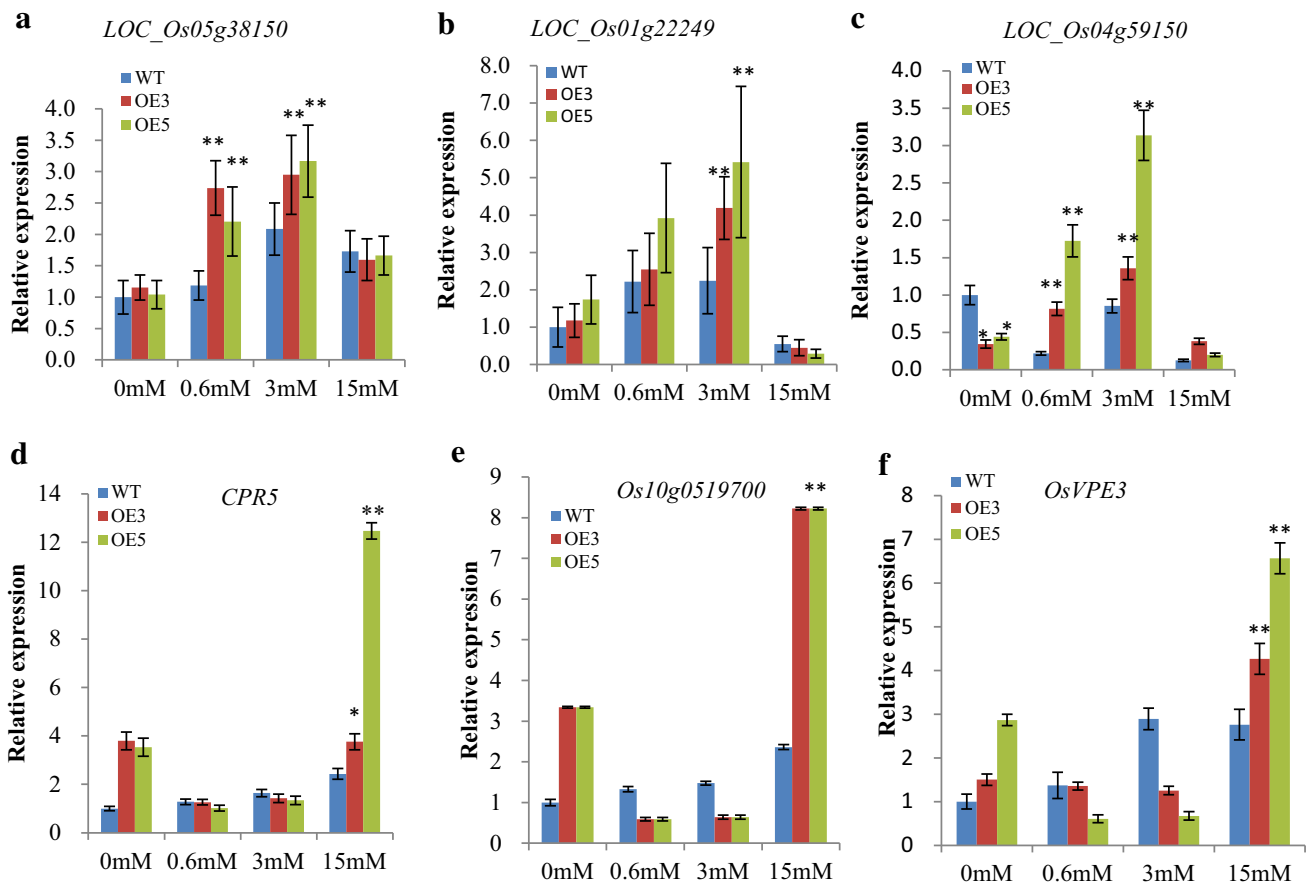 a
LOC_Os05g38150
WT
OE3
OE5
Relative expression
4.0
3.5
3.0
2.5
2.0
1.5
1.0
0.5
0.0
** ** ** **
0mM 0.6mM 3mM 15mM
b
LOC_Os01g22249
WT
OE3
OE5
Relative expression
8.0
7.0
6.0
5.0
4.0
3.0
2.0
1.0
0.0
** **
0mM 0.6mM 3mM 15mM
c
LOC_Os04g59150
WT
OE3
OE5
Relative expression
4.0
3.5
3.0
2.5
2.0
1.5
1.0
0.5
0.0
* * ** ** ** **
0mM 0.6mM 3mM 15mM
d
CPR5
WT
OE3
OE5
Relative expression
14
12
10
8
6
4
2
0
* **
0mM 0.6mM 3mM 15mM
e
Os10g0519700
WT
OE3
OE5
Relative expression
9
8
7
6
5
4
3
2
1
0
**
0mM 0.6mM 3mM 15mM
f
OsVPE3
WT
OE3
OE5
Relative expression
8
7
6
5
4
3
2
1
0
** **
0mM 0.6mM 3mM 15mM